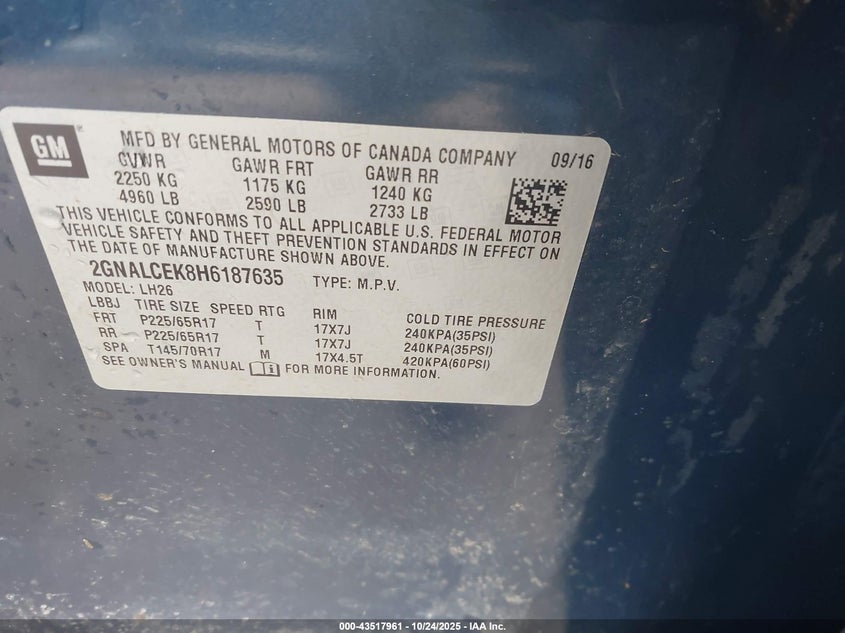 GM
MFD BY GENERAL MOTORS OF CANADA COMPANY 09/16
GVWR GAWR FRT GAWR RR
2250 KG 1175 KG 1240 KG
4960 LB 2590 LB 2733 LB
THIS VEHICLE CONFORMS TO ALL APPLICABLE U.S. FEDERAL MOTOR
VEHICLE SAFETY AND THEFT PREVENTION STANDARDS IN EFFECT ON
THE DATE OF MANUFACTURE SHOWN ABOVE.
2GNALCEK8H6187635 TYPE: M.P.V.
MODEL: LH26
LBBJ TIRE SIZE SPEED RTG RIM COLD TIRE PRESSURE
FRT P225/65R17 T 17X7J 240KPA(35PSI)
RR P225/65R17 T 17X7J 240KPA(35PSI)
SPA T145/70R17 M 17X4.5T 420KPA(60PSI)
SEE OWNER'S MANUAL FOR MORE INFORMATION.
000-43517961 - 10/24/2025 - IAA Inc.